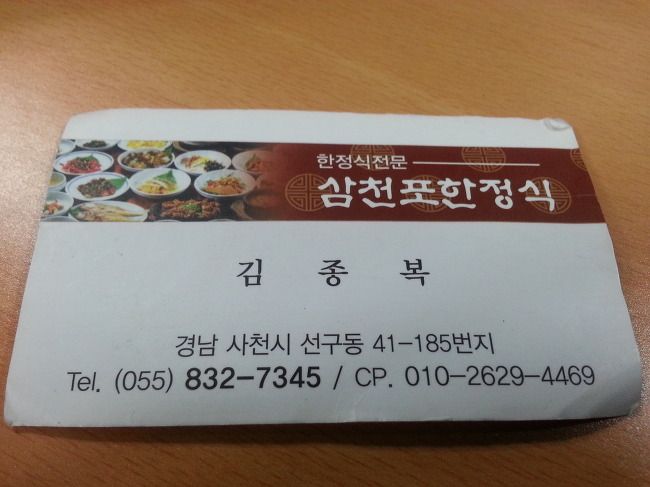 한정식전문
삼천포한정식
김 종 복
경남 사천시 선구동 41-185번지
Tel. (055) 832-7345 / CP. 010-2629-4469